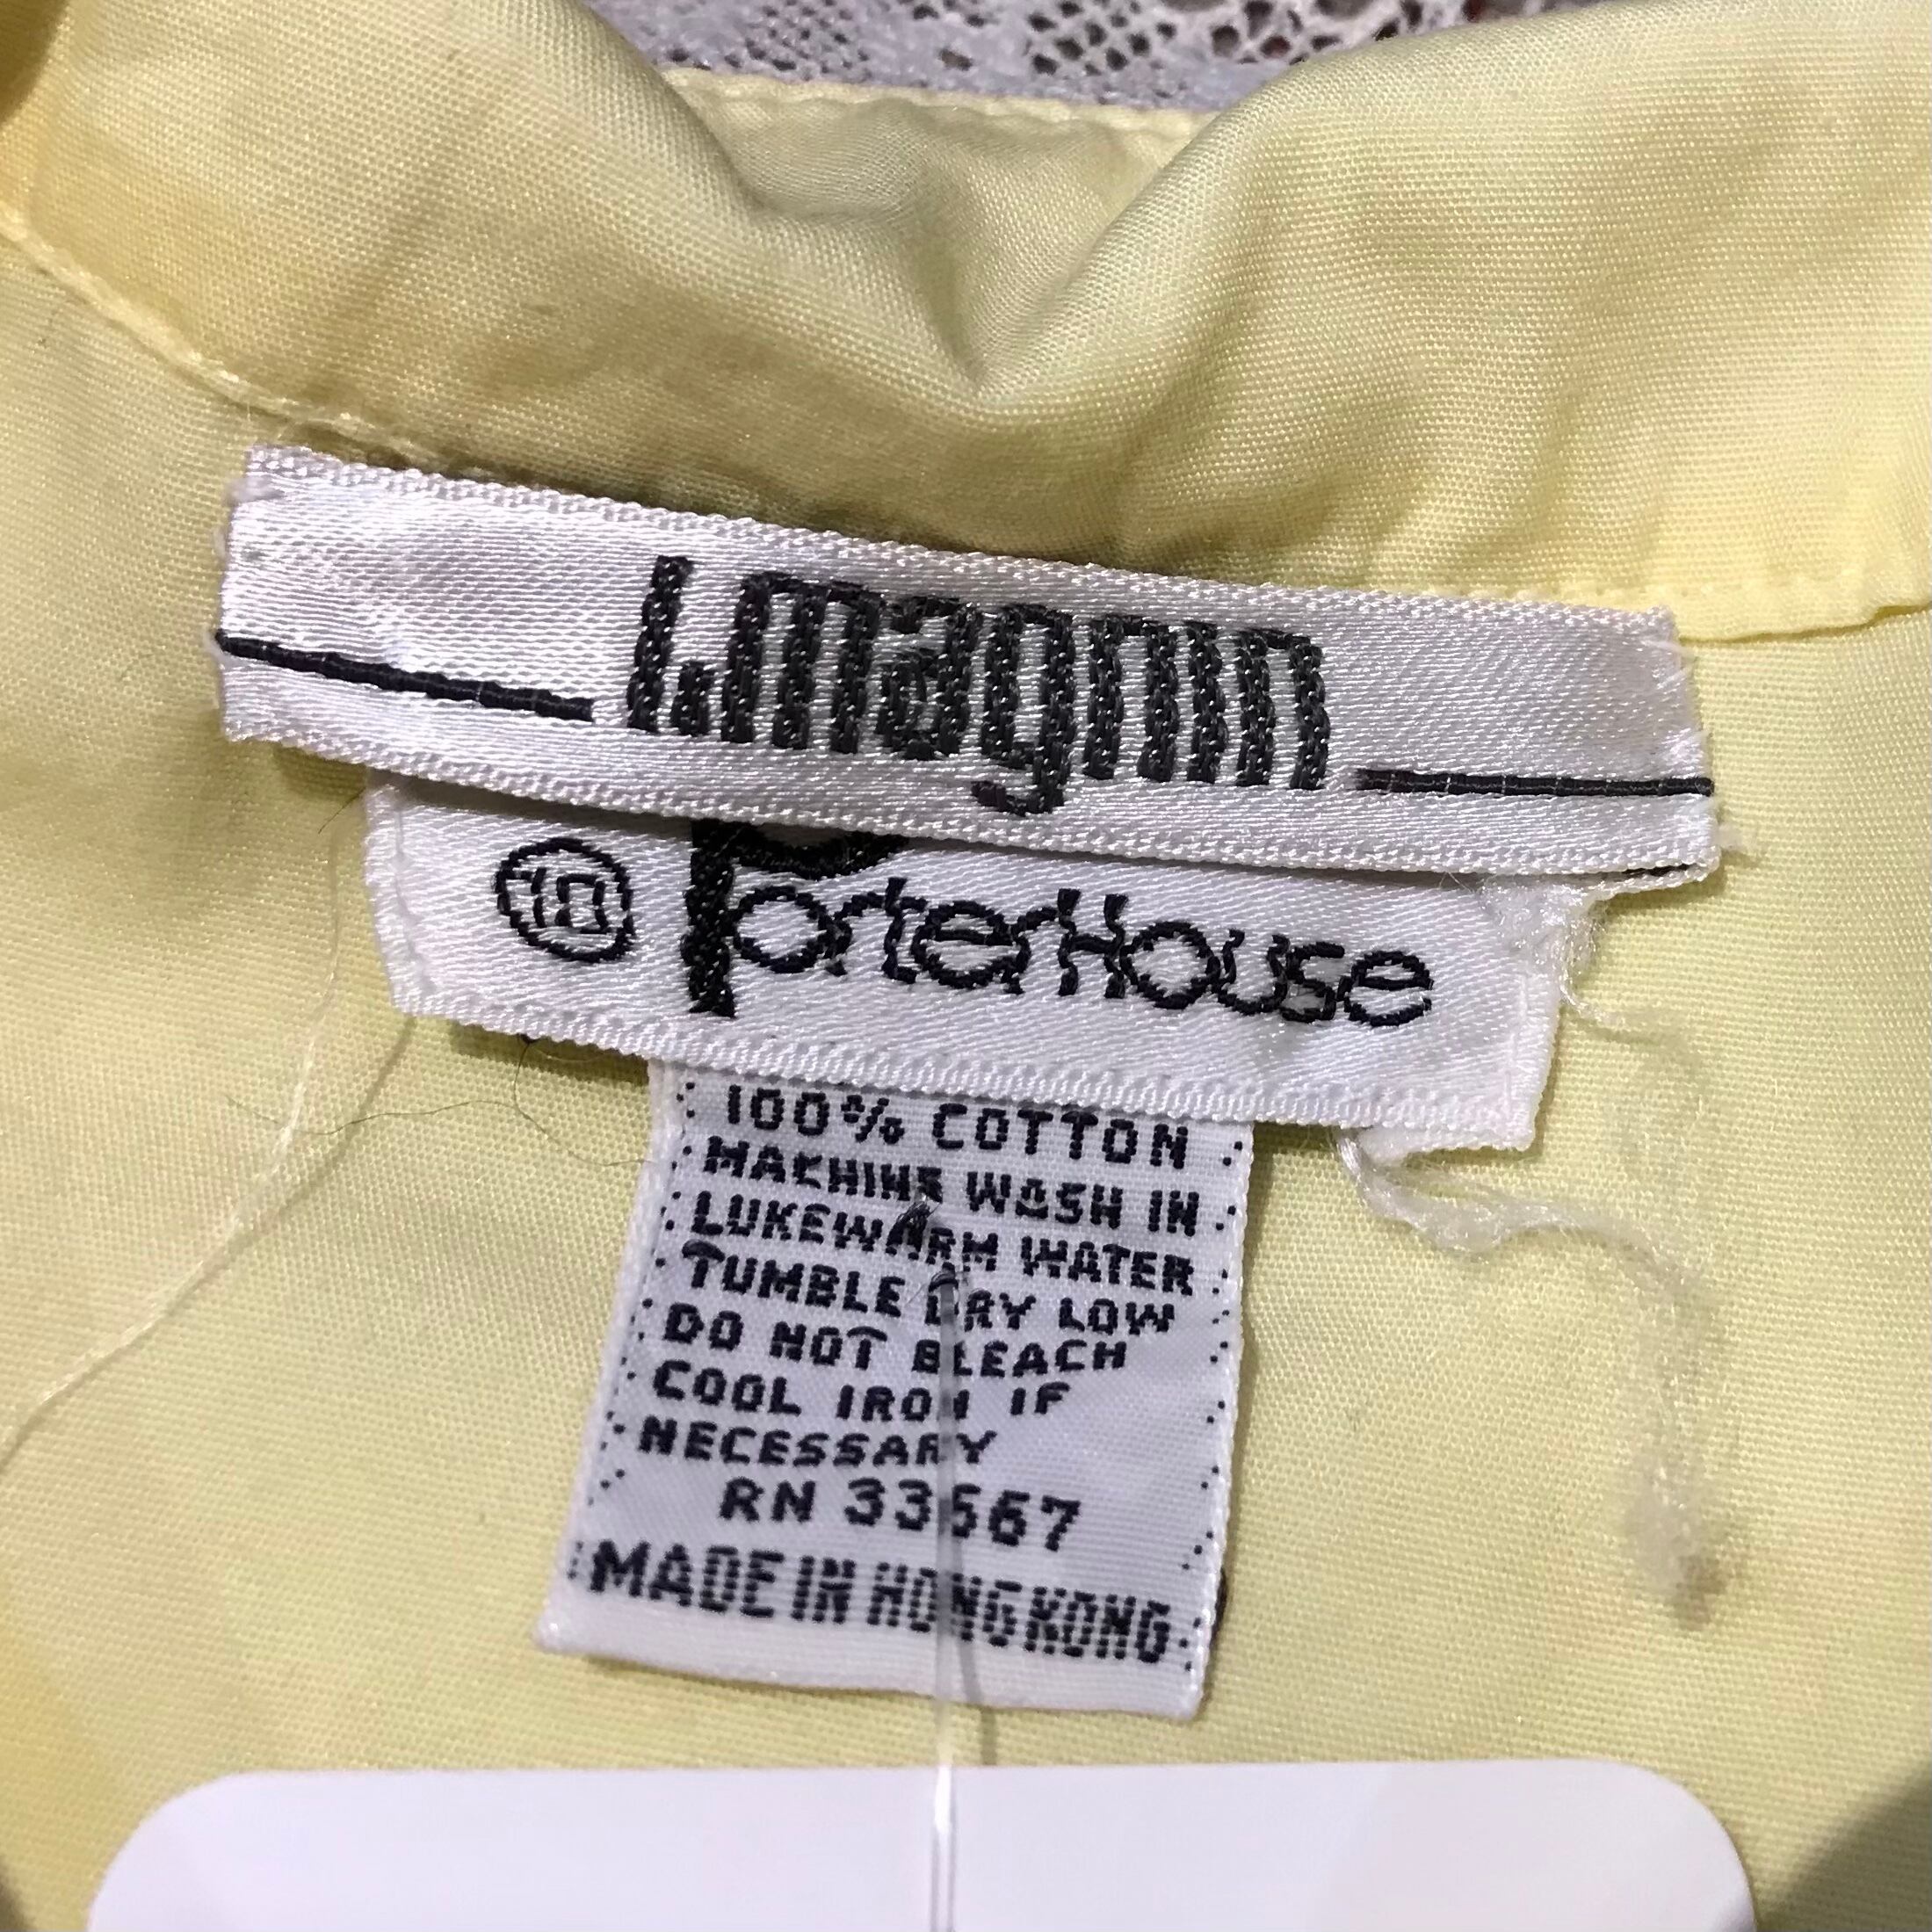 I.magnin
10 PorterHouse
100% COTTON
MACHINE WASH IN
LUKEWARM WATER
TUMBLE DRY LOW
DO NOT BLEACH
COOL IRON IF
NECESSARY
RN 33567
MADE IN HONG KONG